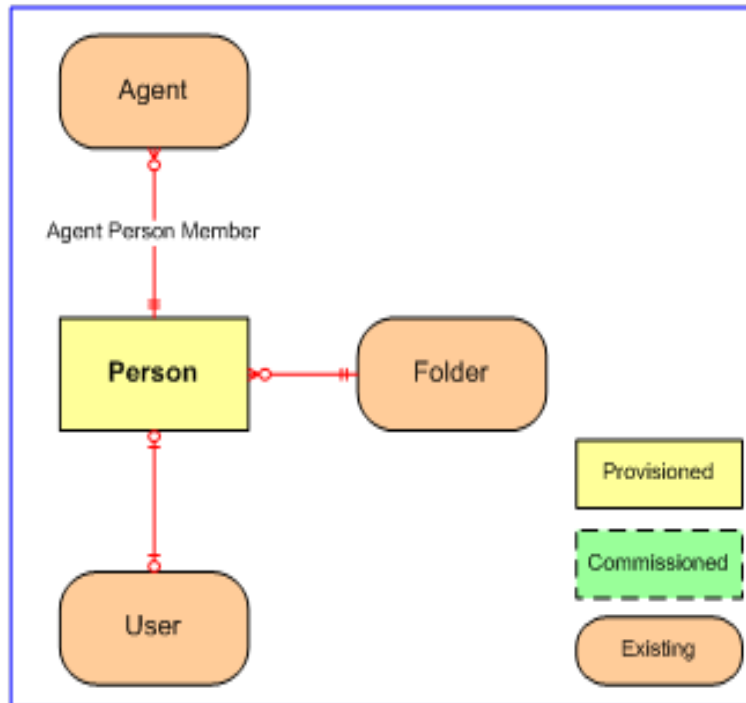 Agent
Agent Person Member
Person
Folder
Provisioned
Commissioned
User
Existing